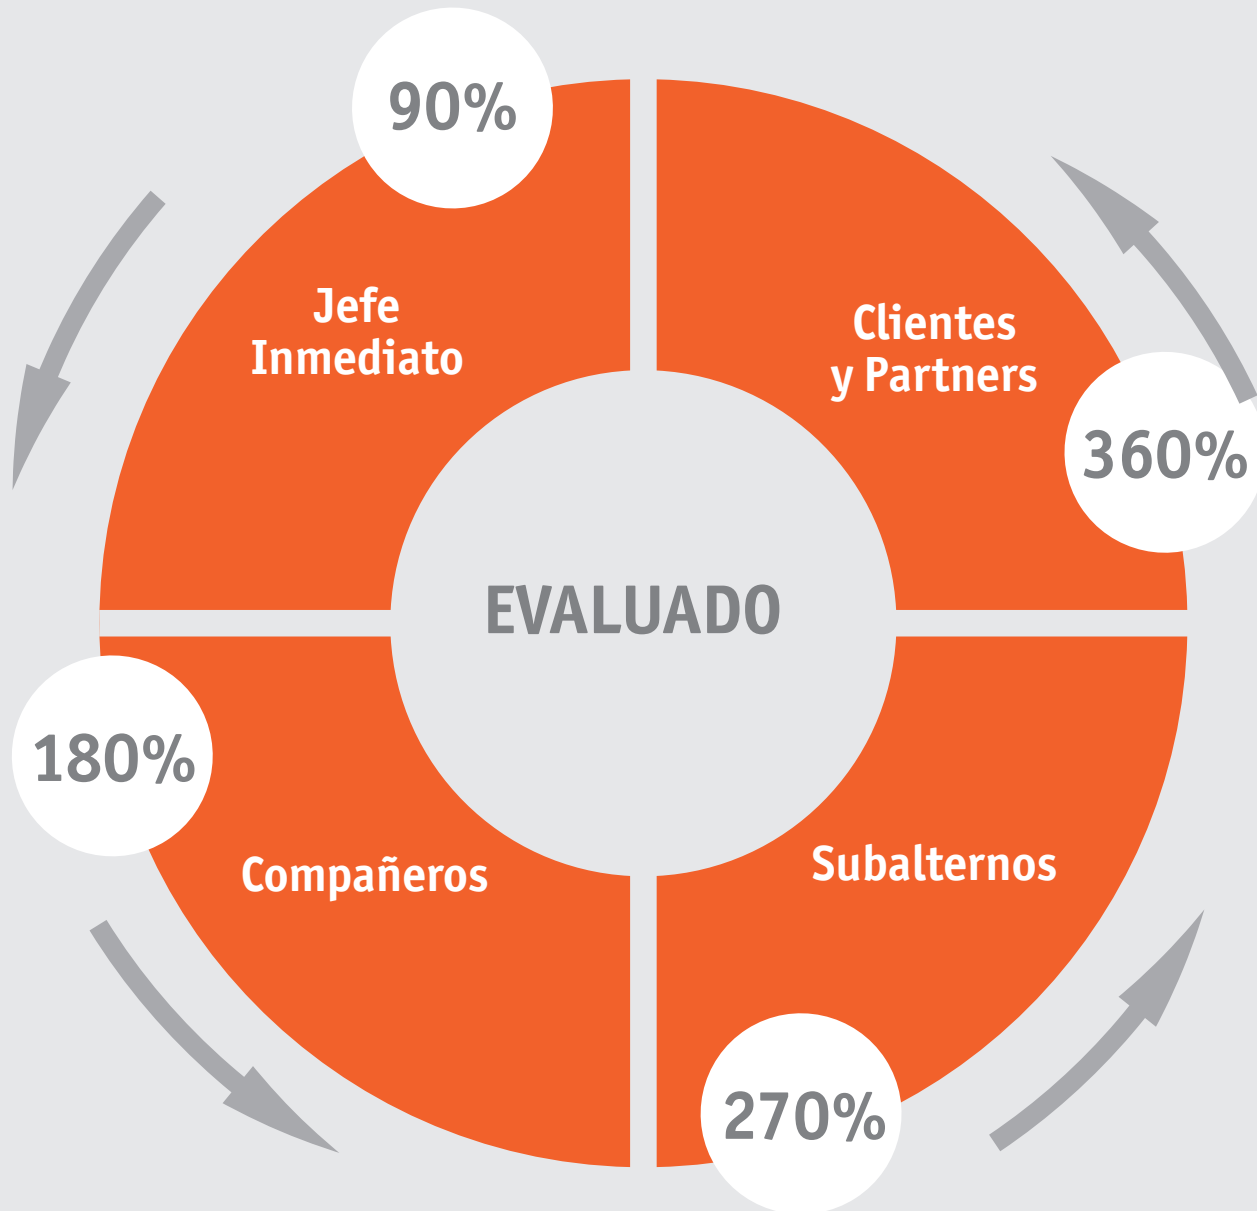 90%
Jefe
Inmediato
Clientes
y Partners
360%
EVALUADO
180%
Compañeros
Subalternos
270%